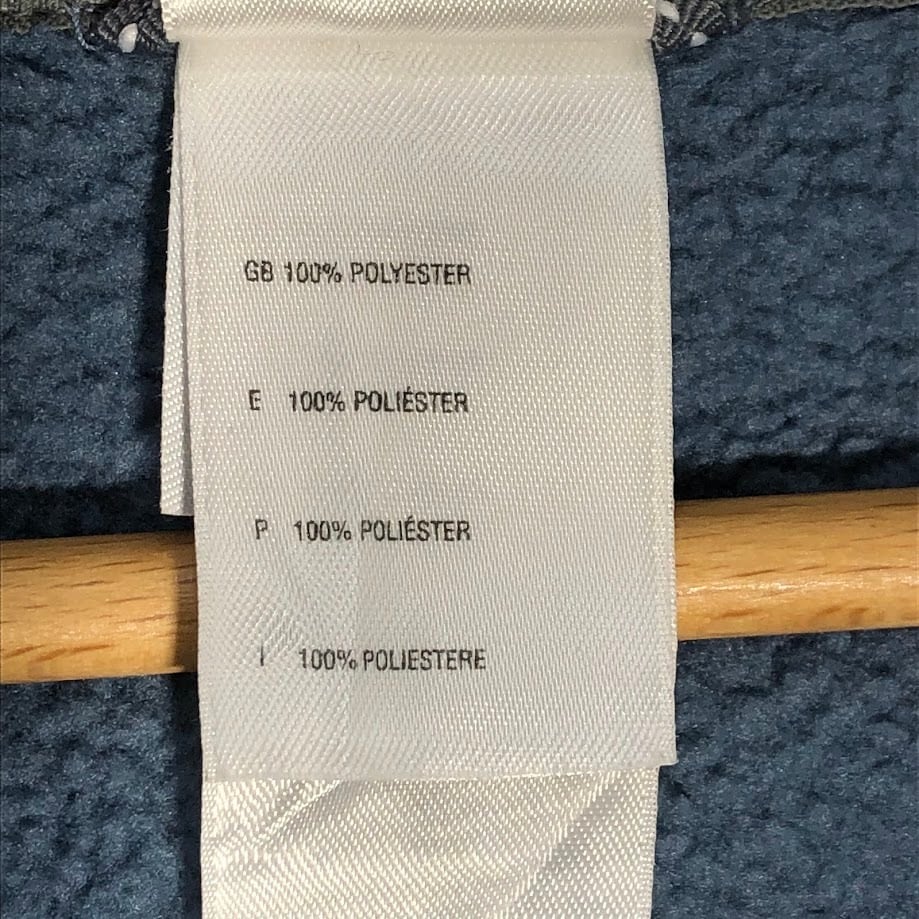 GB 100% POLYESTER
E 100% POLIÉSTER
P 100% POLIÉSTER
I 100% POLIESTERE